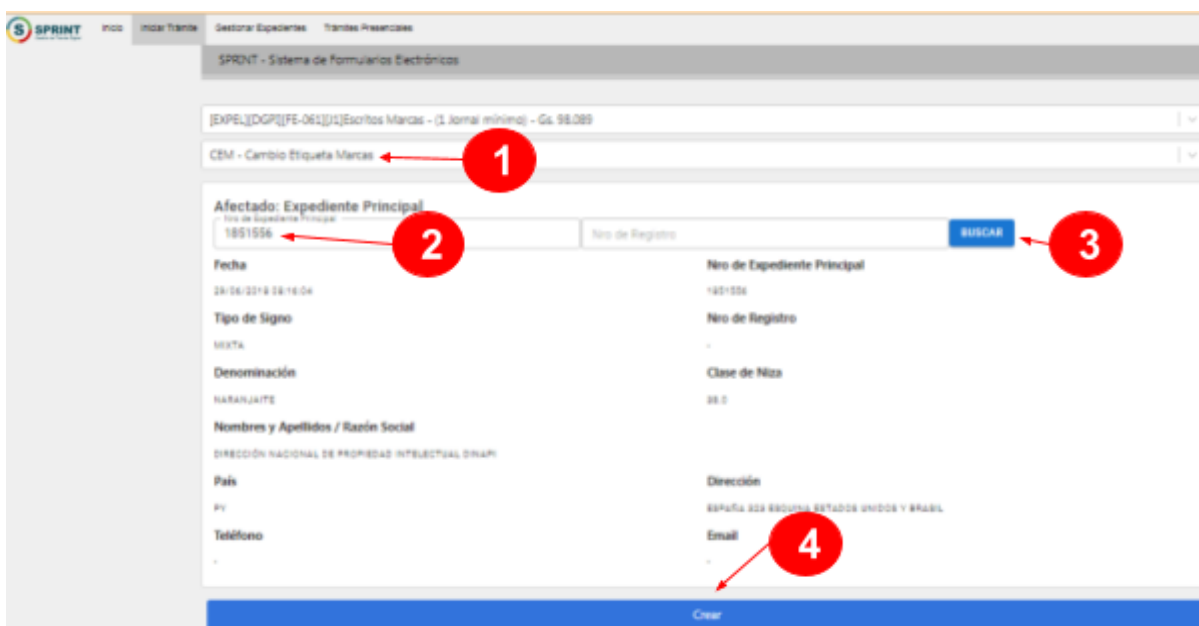 SPRINT Inicio Iniciar Trámite Gestionar Expedientes Trámites Presenciales
SPRINT - Sistema de Formularios Electrónicos
[EXPEL][DGPI][FE-061][J1]Escritos Marcas - (1 Jornal mínimo) - Gs. 98.089
CEM - Cambio Etiqueta Marcas
1
Afectado: Expediente Principal
Nro de Expediente Principal
1851556
2
Nro de Registro
BUSCAR
3
Fecha Nro de Expediente Principal
1851556
Tipo de Signo Nro de Registro
MIXTA -
Denominación Clase de Niza
NARANJAITE
Nombres y Apellidos / Razón Social
DIRECCIÓN NACIONAL DE PROPIEDAD INTELECTUAL DINAPI
País Dirección
PY ESPAÑA 323 ESQUINA ESTADOS UNIDOS Y BRASIL
Teléfono Email
- -
4
Crear